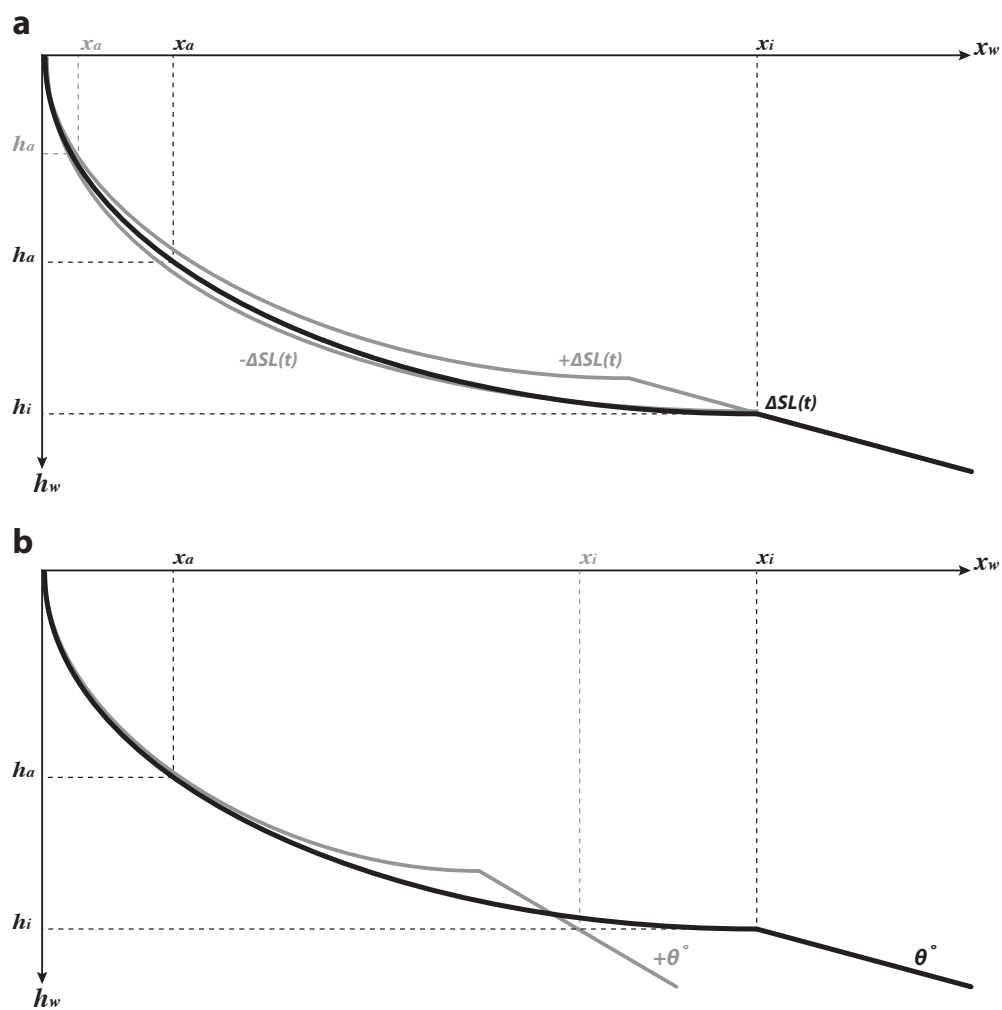 a
xa xa xi xw
ha
ha
-ΔSL(t) +ΔSL(t)
hi ΔSL(t)
hw
b
xa xi xi xw
ha
hi
+θ° θ°
hw